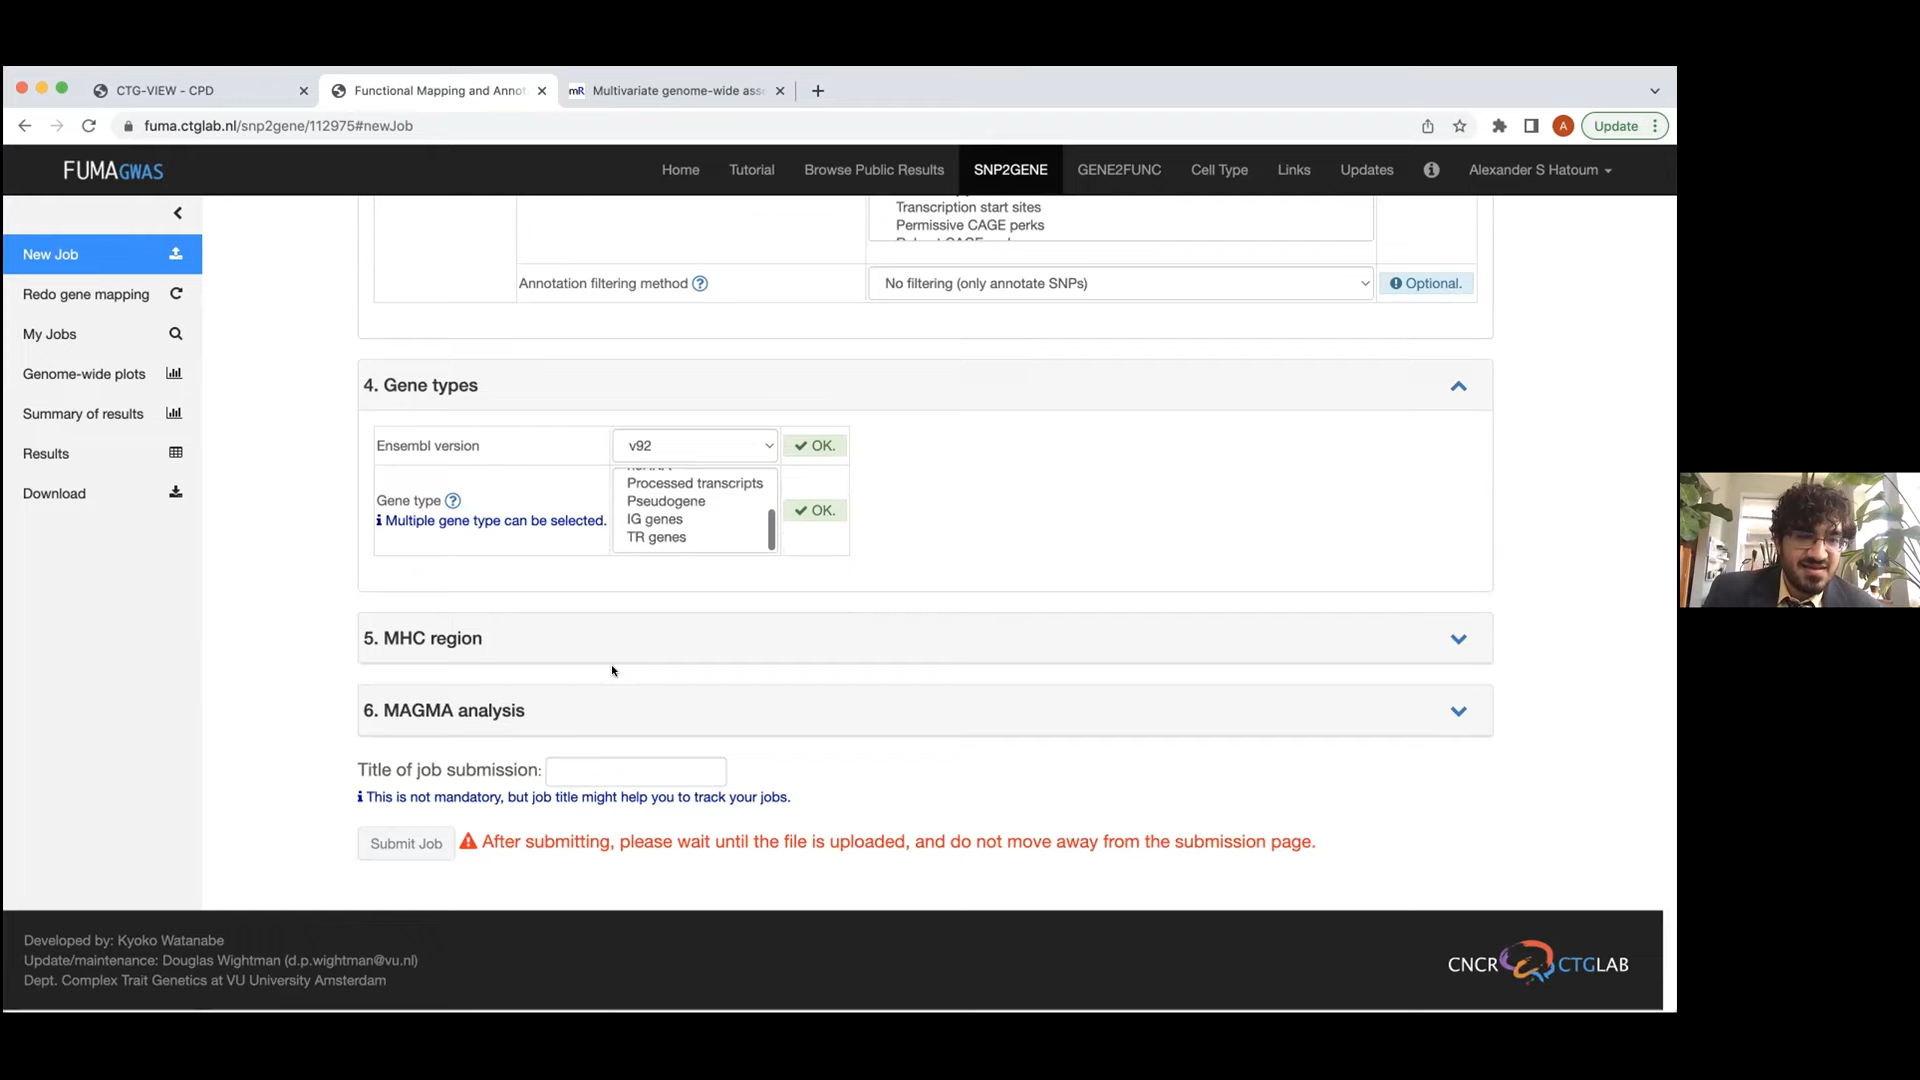 CTG-VIEW - CPD
Functional Mapping and Annot
mR Multivariate genome-wide ass
fuma.ctglab.nl/snp2gene/112975#newJob
A
Update
FUMAGWAS
Home
Tutorial
Browse Public Results
SNP2GENE
GENE2FUNC
Cell Type
Links
Updates
Alexander S Hatoum
New Job
Redo gene mapping
My Jobs
Genome-wide plots
Summary of results
Results
Download
Transcription start sites
Permissive CAGE perks
Annotation filtering method
No filtering (only annotate SNPs)
Optional.
4. Gene types
Ensembl version
v92
OK.
Processed transcripts
Pseudogene
IG genes
TR genes
Gene type
Multiple gene type can be selected.
OK.
5. MHC region
6. MAGMA analysis
Title of job submission:
This is not mandatory, but job title might help you to track your jobs.
Submit Job
After submitting, please wait until the file is uploaded, and do not move away from the submission page.
Developed by: Kyoko Watanabe
Update/maintenance: Douglas Wightman (d.p.wightman@vu.nl)
Dept. Complex Trait Genetics at VU University Amsterdam
CNCR CTGLAB